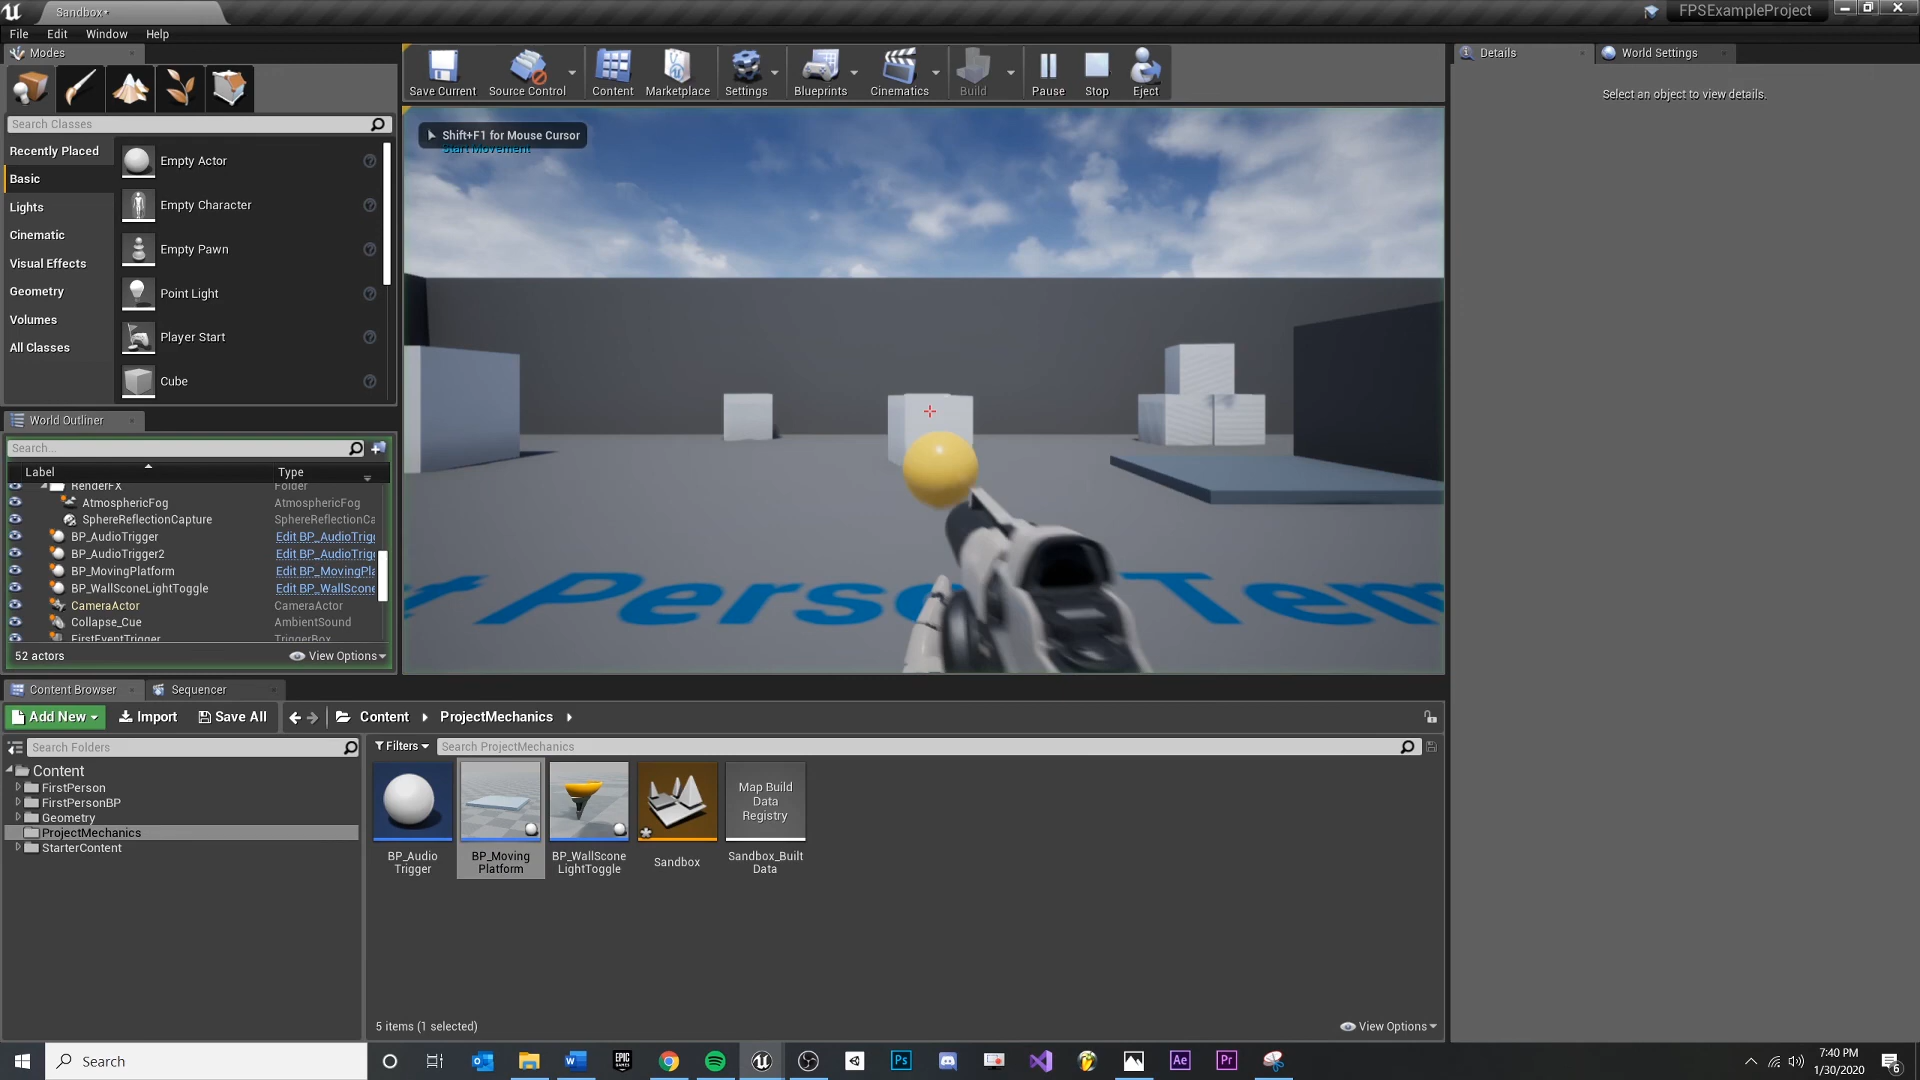 Sandbox•
FPSExampleProject
File Edit Window Help
Modes
Details
World Settings
Save Current
Source Control
Content
Marketplace
Settings
Blueprints
Cinematics
Build
Pause
Stop
Eject
Select an object to view details.
Search Classes
Shift+F1 for Mouse Cursor
Start Movement
Recently Placed
Basic
Lights
Cinematic
Visual Effects
Geometry
Volumes
All Classes
Empty Actor
Empty Character
Empty Pawn
Point Light
Player Start
Cube
World Outliner
Search...
Label Type
RenderFX Folder
AtmosphericFog AtmosphericFog
SphereReflectionCapture SphereReflectionCa
BP_AudioTrigger Edit BP_AudioTrig
BP_AudioTrigger2 Edit BP_AudioTrig
BP_MovingPlatform Edit BP_MovingPla
BP_WallSconeLightToggle Edit BP_WallScone
CameraActor CameraActor
Collapse_Cue AmbientSound
FirstEventTrigger TriggerBox
52 actors
View Options
t Person Tem
Content Browser
Sequencer
Add New
Import
Save All
Content
ProjectMechanics
Search Folders
Filters
Search ProjectMechanics
Content
FirstPerson
FirstPersonBP
Geometry
ProjectMechanics
StarterContent
Map Build
Data
Registry
BP_Audio
Trigger
BP_Moving
Platform
BP_WallScone
LightToggle
Sandbox
Sandbox_Built
Data
5 items (1 selected)
View Options
Search
EPIC
GAMES
Ps
Ae
Pr
7:40 PM
1/30/2020
6